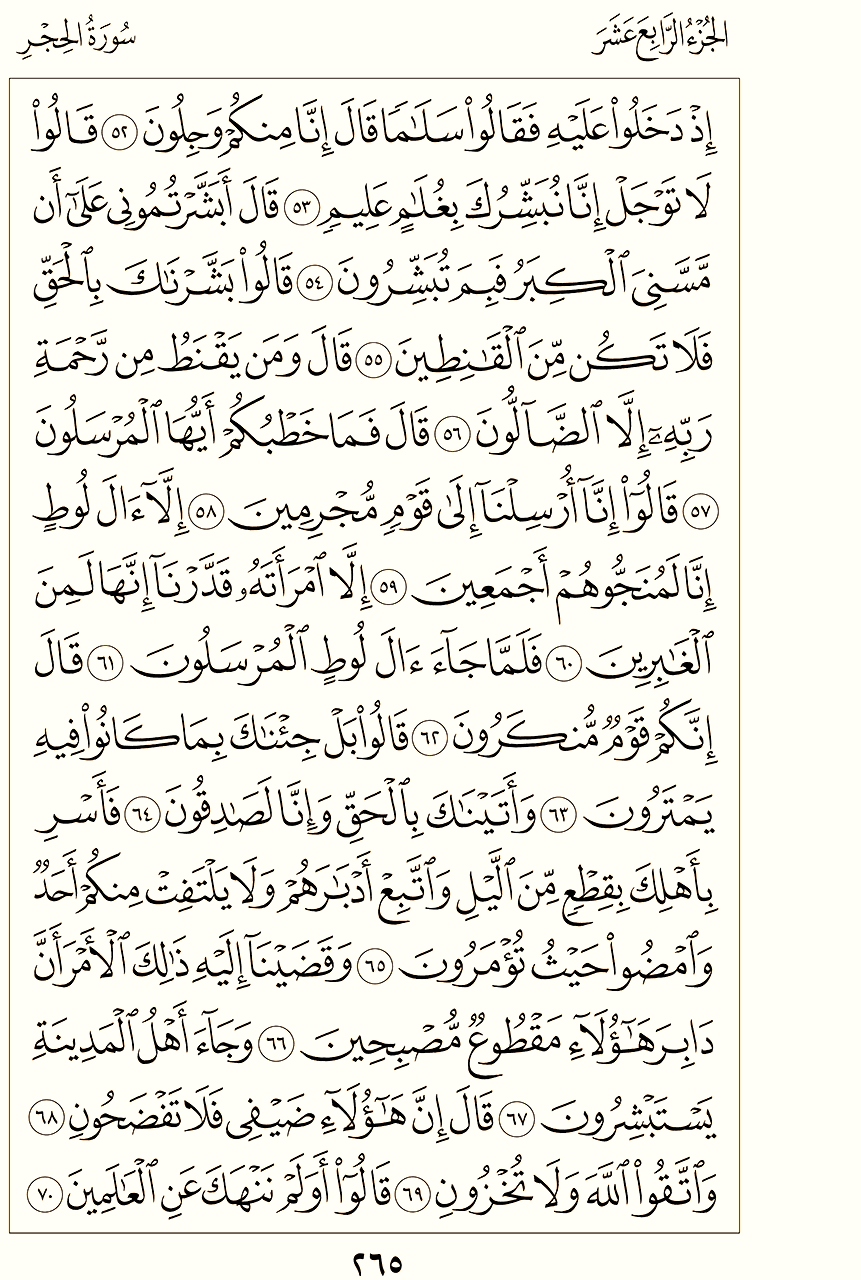 الجُزْءُ الرَّابِعَ عَشَرَ
سُورَةُ الحِجْرِ
إِذْ دَخَلُوا۟ عَلَيْهِ فَقَالُوا۟ سَلَـٰمًا قَالَ إِنَّا مِنكُمْ وَجِلُونَ ٥٢ قَالُوا۟
لَا تَوْجَلْ إِنَّا نُبَشِّرُكَ بِغُلَـٰمٍ عَلِيمٍ ٥٣ قَالَ أَبَشَّرْتُمُونِى عَلَىٰٓ أَن
مَّسَّنِىَ ٱلْكِبَرُ فَبِمَ تُبَشِّرُونَ ٥٤ قَالُوا۟ بَشَّرْنَـٰكَ بِٱلْحَقِّ
فَلَا تَكُن مِّنَ ٱلْقَـٰنِطِينَ ٥٥ قَالَ وَمَن يَقْنَطُ مِن رَّحْمَةِ
رَبِّهِۦٓ إِلَّا ٱلضَّآلُّونَ ٥٦ قَالَ فَمَا خَطْبُكُمْ أَيُّهَا ٱلْمُرْسَلُونَ
٥٧ قَالُوٓا۟ إِنَّآ أُرْسِلْنَآ إِلَىٰ قَوْمٍ مُّجْرِمِينَ ٥٨ إِلَّآ ءَالَ لُوطٍ
إِنَّا لَمُنَجُّوهُمْ أَجْمَعِينَ ٥٩ إِلَّا ٱمْرَأَتَهُۥ قَدَّرْنَآ إِنَّهَا لَمِنَ
ٱلْغَـٰبِرِينَ ٦٠ فَلَمَّا جَآءَ ءَالَ لُوطٍ ٱلْمُرْسَلُونَ ٦١ قَالَ
إِنَّكُمْ قَوْمٌ مُّنكَرُونَ ٦٢ قَالُوا۟ بَلْ جِئْنَـٰكَ بِمَا كَانُوا۟ فِيهِ
يَمْتَرُونَ ٦٣ وَأَتَيْنَـٰكَ بِٱلْحَقِّ وَإِنَّا لَصَـٰدِقُونَ ٦٤ فَأَسْرِ
بِأَهْلِكَ بِقِطْعٍ مِّنَ ٱلَّيْلِ وَٱتَّبِعْ أَدْبَـٰرَهُمْ وَلَا يَلْتَفِتْ مِنكُمْ أَحَدٌ
وَٱمْضُوا۟ حَيْثُ تُؤْمَرُونَ ٦٥ وَقَضَيْنَآ إِلَيْهِ ذَٰلِكَ ٱلْأَمْرَ أَنَّ
دَابِرَ هَـٰٓؤُلَآءِ مَقْطُوعٌ مُّصْبِحِينَ ٦٦ وَجَآءَ أَهْلُ ٱلْمَدِينَةِ
يَسْتَبْشِرُونَ ٦٧ قَالَ إِنَّ هَـٰٓؤُلَآءِ ضَيْفِى فَلَا تَفْضَحُونِ ٦٨
وَٱتَّقُوا۟ ٱللَّهَ وَلَا تُخْزُونِ ٦٩ قَالُوٓا۟ أَوَلَمْ نَنْهَكَ عَنِ ٱلْعَـٰلَمِينَ ٧٠
٢٦٥